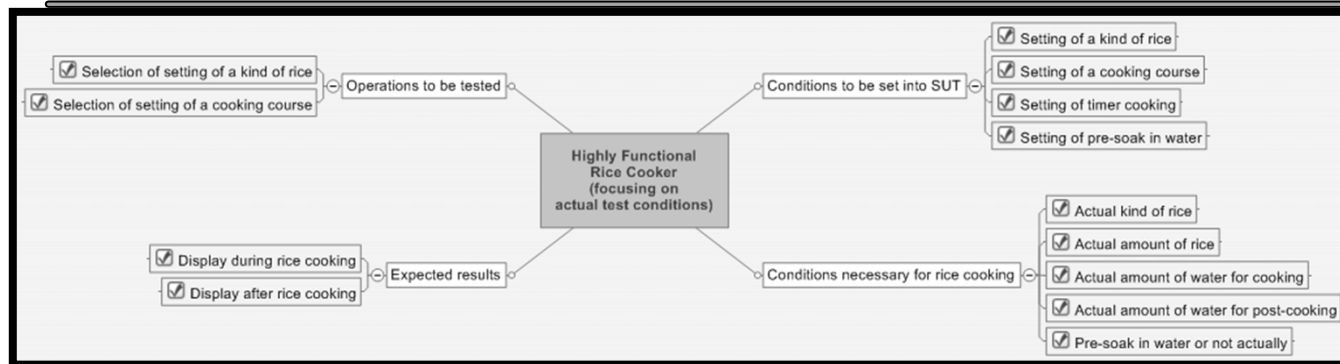 Selection of setting of a kind of rice
Selection of setting of a cooking course
Operations to be tested
Display during rice cooking
Display after rice cooking
Expected results
Highly Functional
Rice Cooker
(focusing on
actual test conditions)
Conditions to be set into SUT
Setting of a kind of rice
Setting of a cooking course
Setting of timer cooking
Setting of pre-soak in water
Conditions necessary for rice cooking
Actual kind of rice
Actual amount of rice
Actual amount of water for cooking
Actual amount of water for post-cooking
Pre-soak in water or not actually